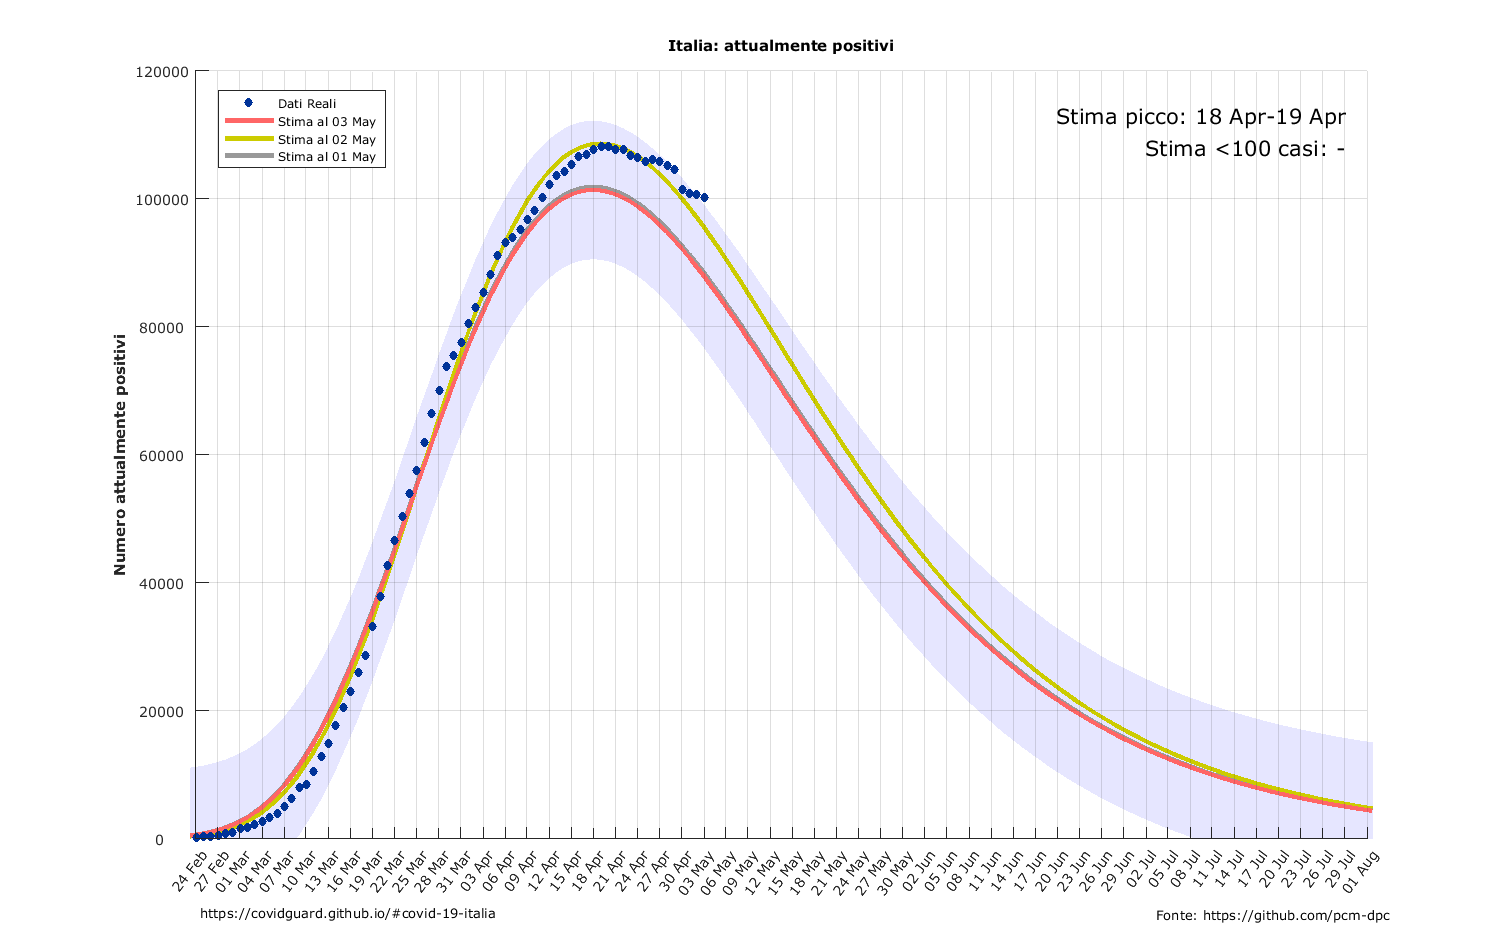 Italia: attualmente positivi
120000
100000
80000
60000
40000
20000
0
Numero attualmente positivi
Dati Reali
Stima al 03 May
Stima al 02 May
Stima al 01 May
Stima picco: 18 Apr-19 Apr
Stima <100 casi: -
24 Feb
27 Feb
01 Mar
04 Mar
07 Mar
10 Mar
13 Mar
16 Mar
19 Mar
22 Mar
25 Mar
28 Mar
31 Mar
03 Apr
06 Apr
09 Apr
12 Apr
15 Apr
18 Apr
21 Apr
24 Apr
27 Apr
30 Apr
03 May
06 May
09 May
12 May
15 May
18 May
21 May
24 May
27 May
30 May
02 Jun
05 Jun
08 Jun
11 Jun
14 Jun
17 Jun
20 Jun
23 Jun
26 Jun
29 Jun
02 Jul
05 Jul
08 Jul
11 Jul
14 Jul
17 Jul
20 Jul
23 Jul
26 Jul
29 Jul
01 Aug
https://covidguard.github.io/#covid-19-italia
Fonte: https://github.com/pcm-dpc